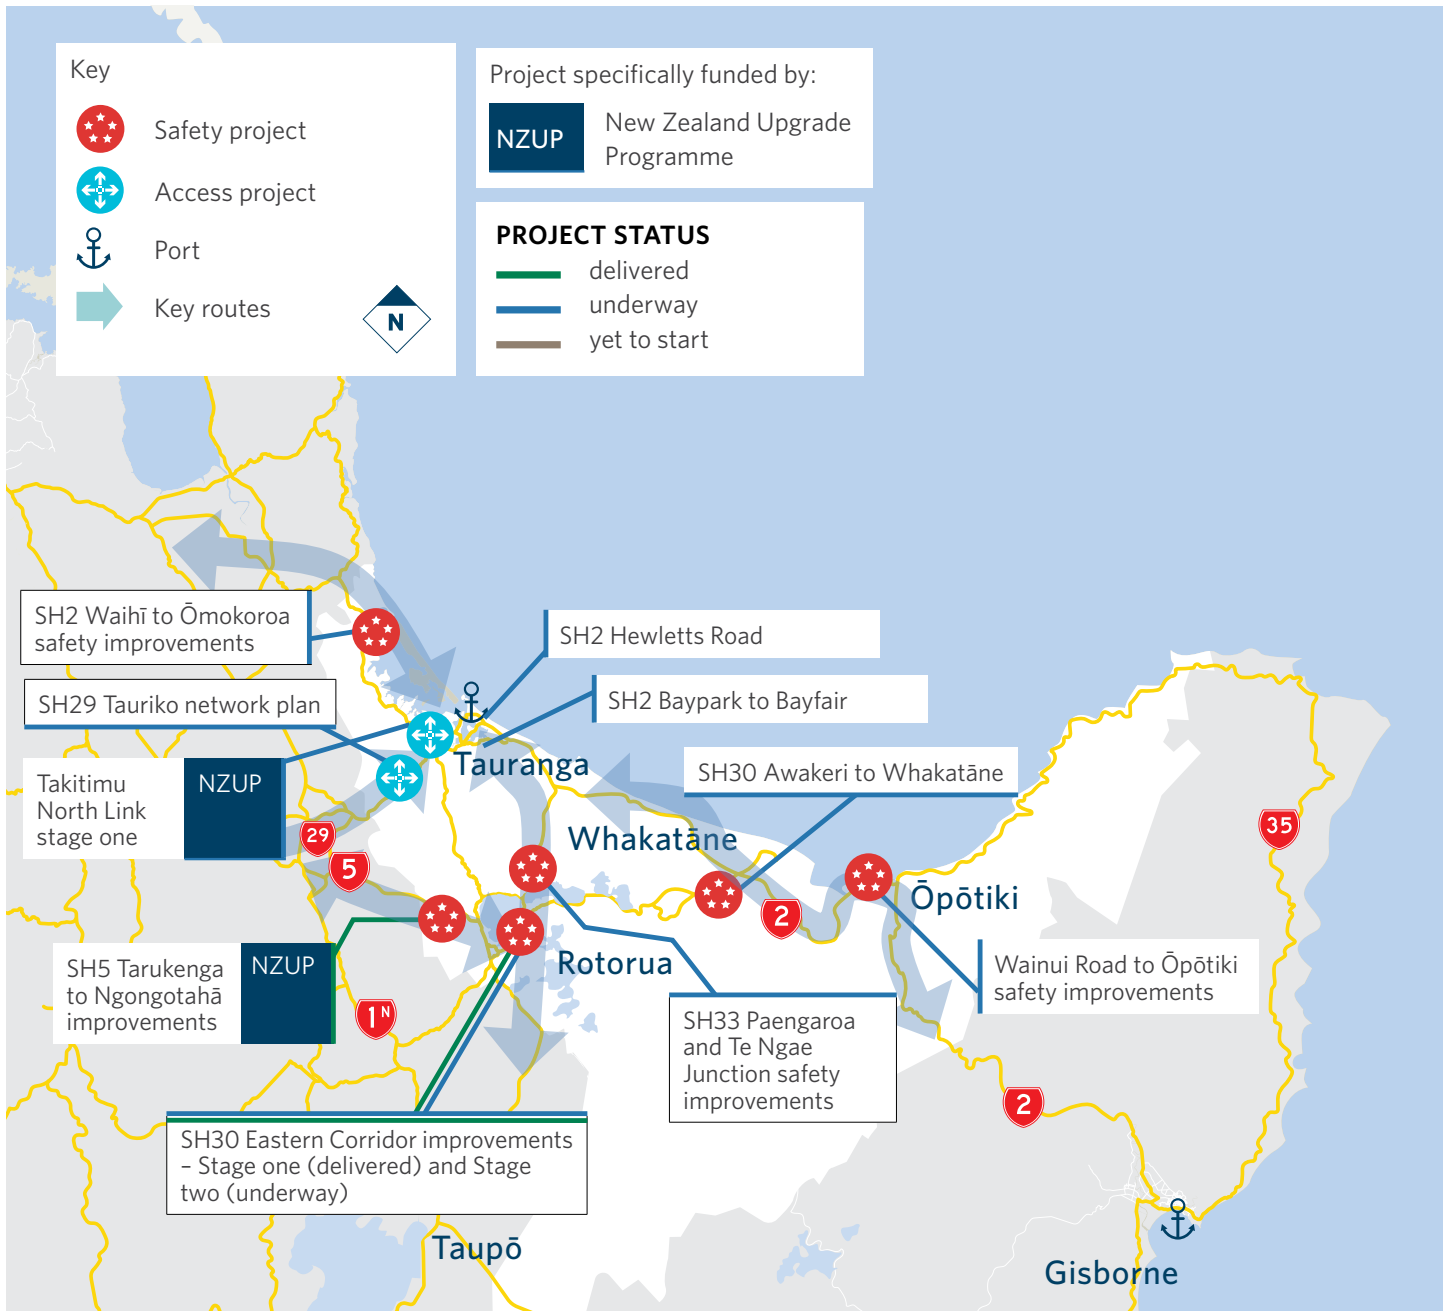 Key
Safety project
Access project
Port
Key routes
N
Project specifically funded by:
NZUP
New Zealand Upgrade
Programme
PROJECT STATUS
delivered
underway
yet to start
SH2 Waihī to Ōmokoroa
safety improvements
SH2 Hewletts Road
SH29 Tauriko network plan
SH2 Baypark to Bayfair
Tauranga
Takitimu
North Link
stage one
NZUP
SH30 Awakeri to Whakatāne
29
5
Whakatāne
35
2
Ōpōtiki
Rotorua
SH5 Tarukenga
to Ngongotahā
improvements
NZUP
1N
Wainui Road to Ōpōtiki
safety improvements
SH33 Paengaroa
and Te Ngae
Junction safety
improvements
2
SH30 Eastern Corridor improvements
– Stage one (delivered) and Stage
two (underway)
Taupō
Gisborne